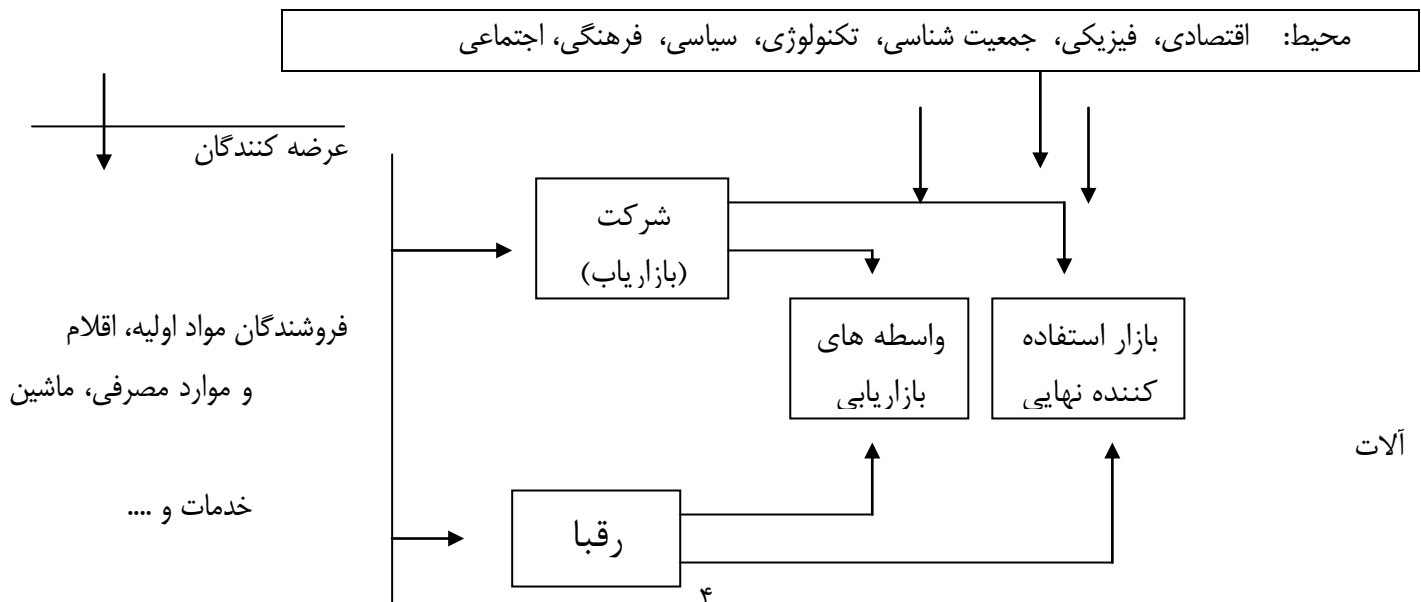 محیط: اقتصادی، فیزیکی، جمعیت شناسی، تکنولوژی، سیاسی، فرهنگی، اجتماعی
عرضه کنندگان
شرکت
(بازاریاب)
بازار استفاده
کننده نهایی
واسطه های
بازاریابی
فروشندگان مواد اولیه، اقلام
و موارد مصرفی، ماشین
آلات
خدمات و ....
رقبا
۴